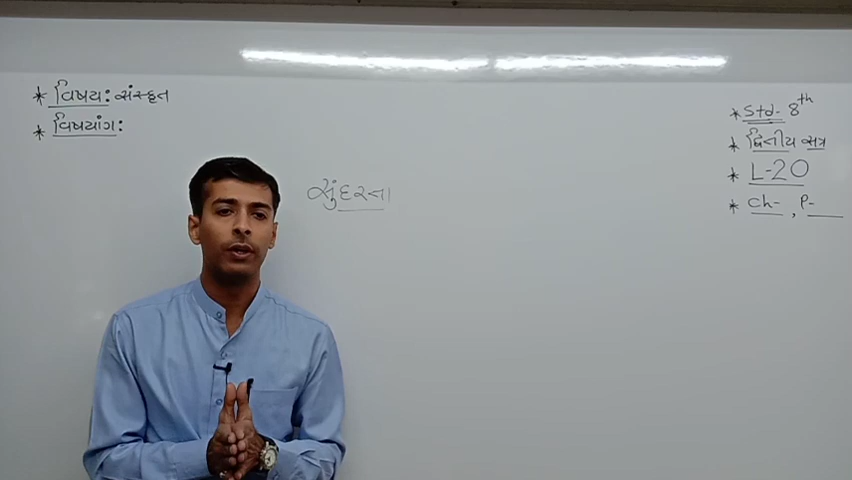 * વિષય: સંસ્કૃત
* વિષયાંગ:
સુંદરના
* Std- 8th
* દ્વિતીય સત્ર
* L-20
* Ch- , P-